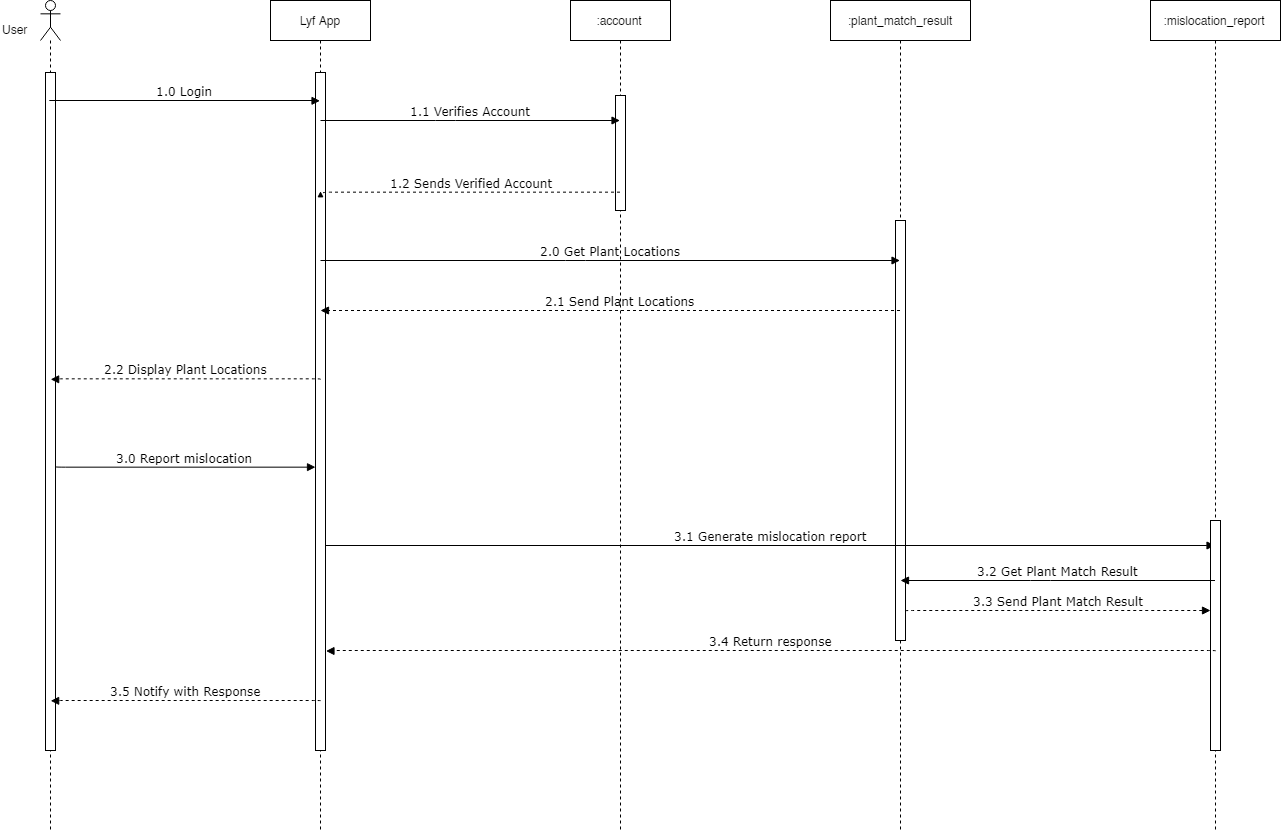 User
Lyf App
:account
:plant_match_result
:mislocation_report
1.0 Login
1.1 Verifies Account
1.2 Sends Verified Account
2.0 Get Plant Locations
2.1 Send Plant Locations
2.2 Display Plant Locations
3.0 Report mislocation
3.1 Generate mislocation report
3.2 Get Plant Match Result
3.3 Send Plant Match Result
3.4 Return response
3.5 Notify with Response